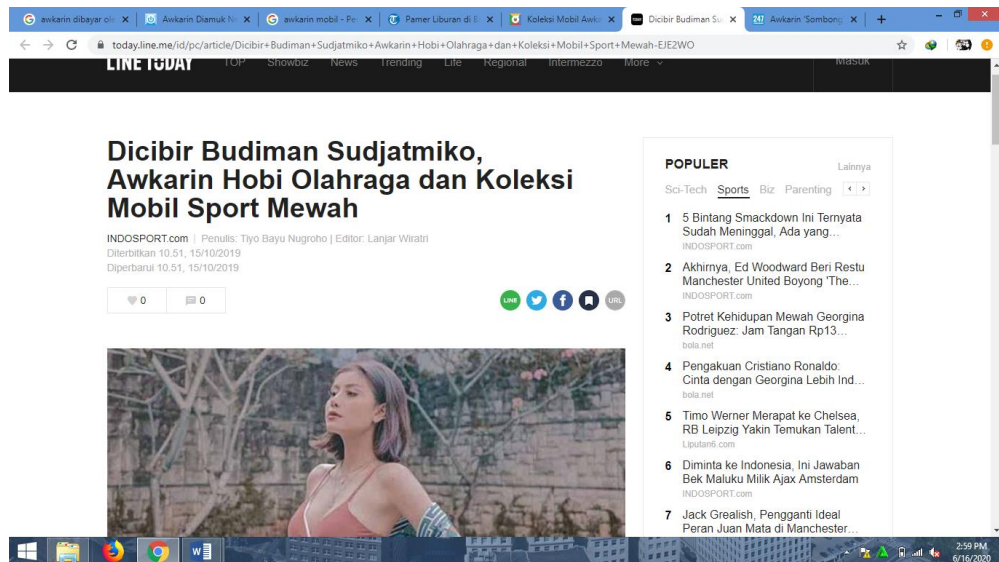 awkarin dibayar ole
Awkarin Diamuk N
awkarin mobil - Pe
Pamer Liburan di
Koleksi Mobil Awk
Dicibir Budiman Su
Awkarin 'Sombong
today.line.me/id/pc/article/Dicibir+Budiman+Sudjatmiko+Awkarin+Hobi+Olahraga+dan+Koleksi+Mobil+Sport+Mewah-EJE2WO
LINE TODAY TOP Showbiz News Trending Life Regional Intermezzo More Masuk
Dicibir Budiman Sudjatmiko,
Awkarin Hobi Olahraga dan Koleksi
Mobil Sport Mewah
INDOSPORT.com | Penulis: Tiyo Bayu Nugroho | Editor: Lanjar Wiratri
Diterbitkan 10.51, 15/10/2019
Diperbarui 10.51, 15/10/2019
0 0
LINE URL
POPULER Lainnya
Sci-Tech Sports Biz Parenting
1 5 Bintang Smackdown Ini Ternyata
Sudah Meninggal, Ada yang…
INDOSPORT.com
2 Akhirnya, Ed Woodward Beri Restu
Manchester United Boyong 'The…
INDOSPORT.com
3 Potret Kehidupan Mewah Georgina
Rodriguez: Jam Tangan Rp13…
bola.net
4 Pengakuan Cristiano Ronaldo:
Cinta dengan Georgina Lebih Ind…
bola.net
5 Timo Werner Merapat ke Chelsea,
RB Leipzig Yakin Temukan Talent…
Liputan6.com
6 Diminta ke Indonesia, Ini Jawaban
Bek Maluku Milik Ajax Amsterdam
INDOSPORT.com
7 Jack Grealish, Pengganti Ideal
Peran Juan Mata di Manchester…
2:59 PM
6/16/2020